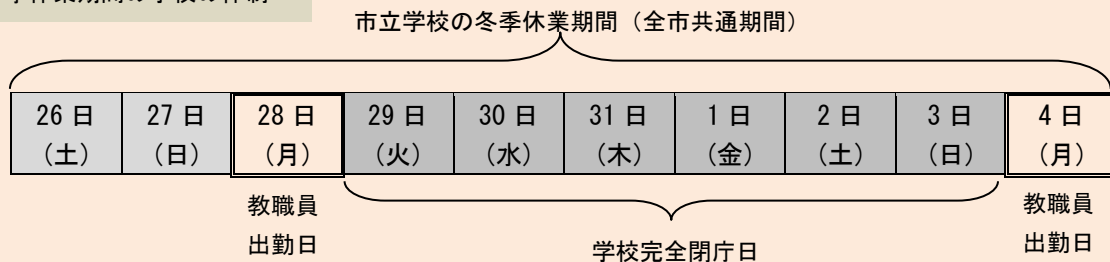 季休業期間の学校の体制
市立学校の冬季休業期間（全市共通期間）
26日 27日 28日 29日 30日 31日 1日 2日 3日 4日
（土） （日） （月） （火） （水） （木） （金） （土） （日） （月）
教職員 教職員
出勤日 学校完全閉庁日 出勤日